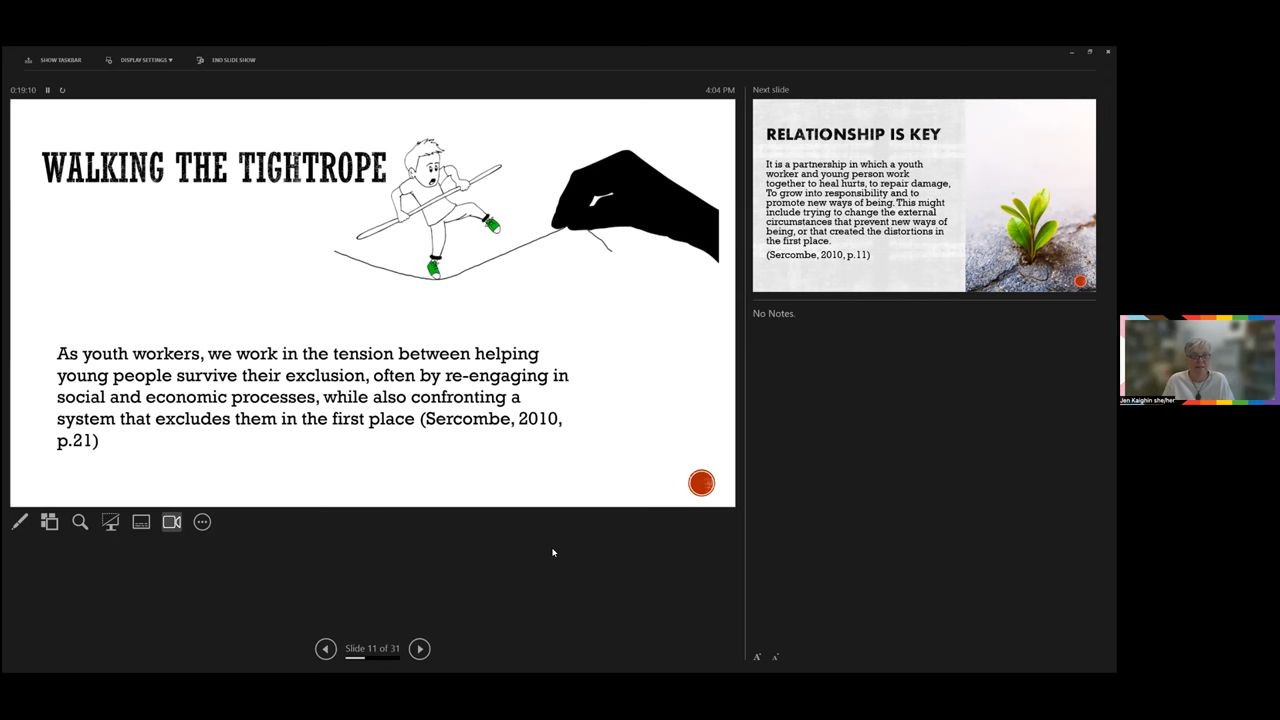 SHOW TASKBAR
DISPLAY SETTINGS ▼
END SLIDE SHOW
0:19:10
4:04 PM
WALKING THE TIGHTROPE
As youth workers, we work in the tension between helping
young people survive their exclusion, often by re-engaging in
social and economic processes, while also confronting a
system that excludes them in the first place (Sercombe, 2010,
p.21)
Slide 11 of 31
Next slide
RELATIONSHIP IS KEY
It is a partnership in which a youth
worker and young person work
together to heal hurts, to repair damage,
To grow into responsibility and to
promote new ways of being. This might
include trying to change the external
circumstances that prevent new ways of
being, or that created the distortions in
the first place.
(Sercombe, 2010, p.11)
No Notes.
A A
Jen Kaighin she/her